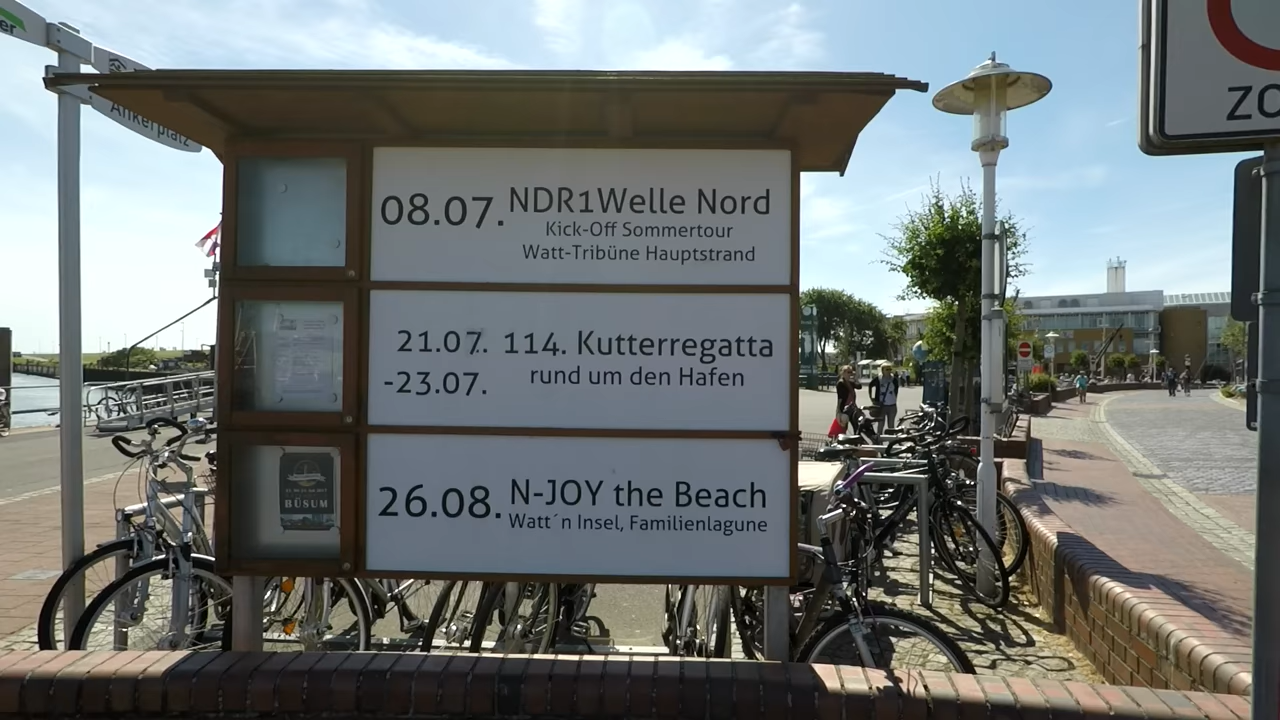 er
Ankerplatz
ZO
08.07. NDR1Welle Nord
Kick-Off Sommertour
Watt-Tribüne Hauptstrand
21.07. 114. Kutterregatta
-23.07. rund um den Hafen
26.08. N-JOY the Beach
Watt´n Insel, Familienlagune
BÜSUM